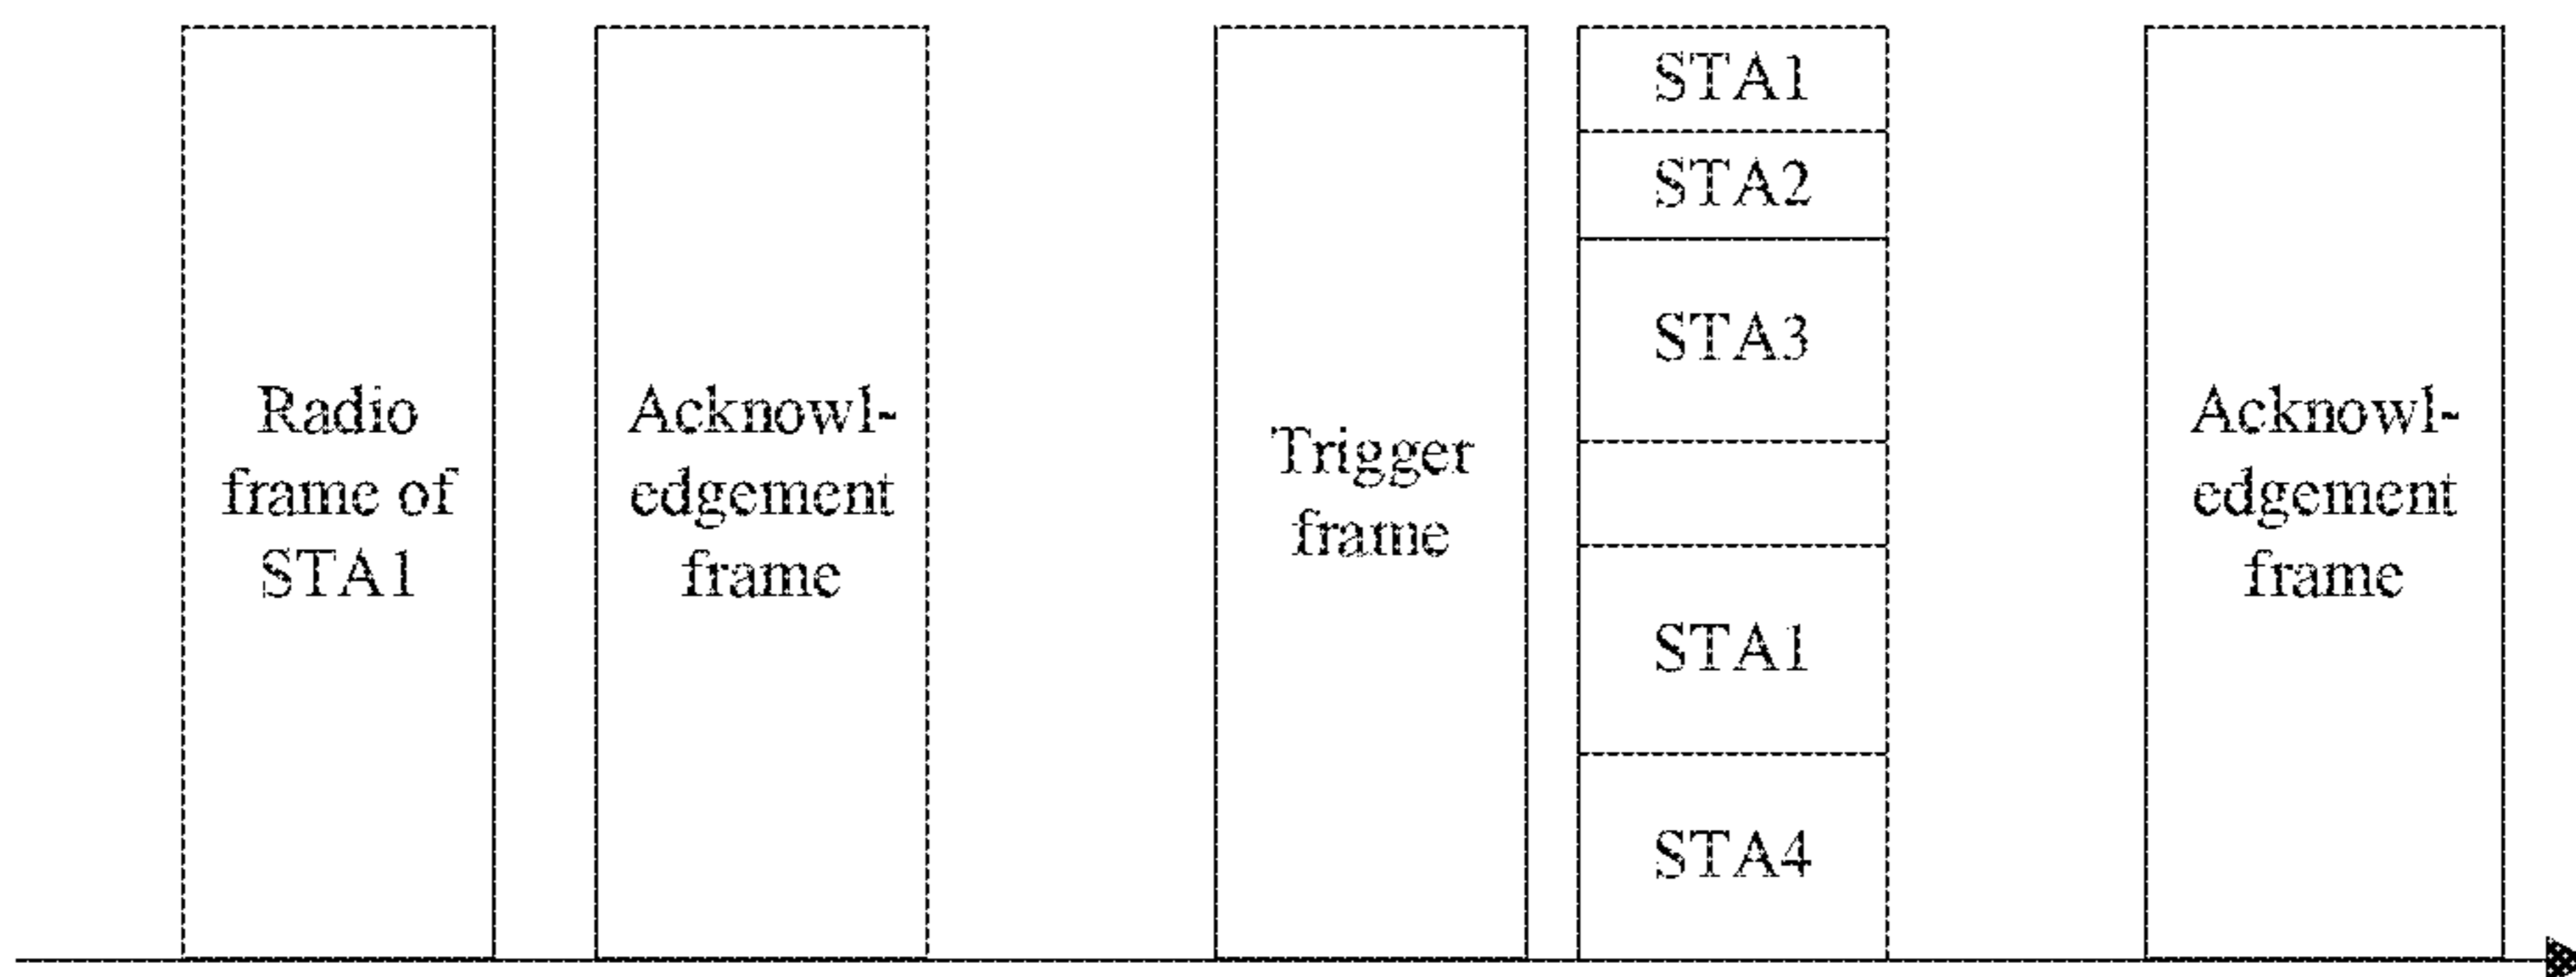 Radio
frame of
STA1
Acknowl-
edgement
frame
Trigger
frame
STA1
STA2
STA3
STA1
STA4
Acknowl-
edgement
frame